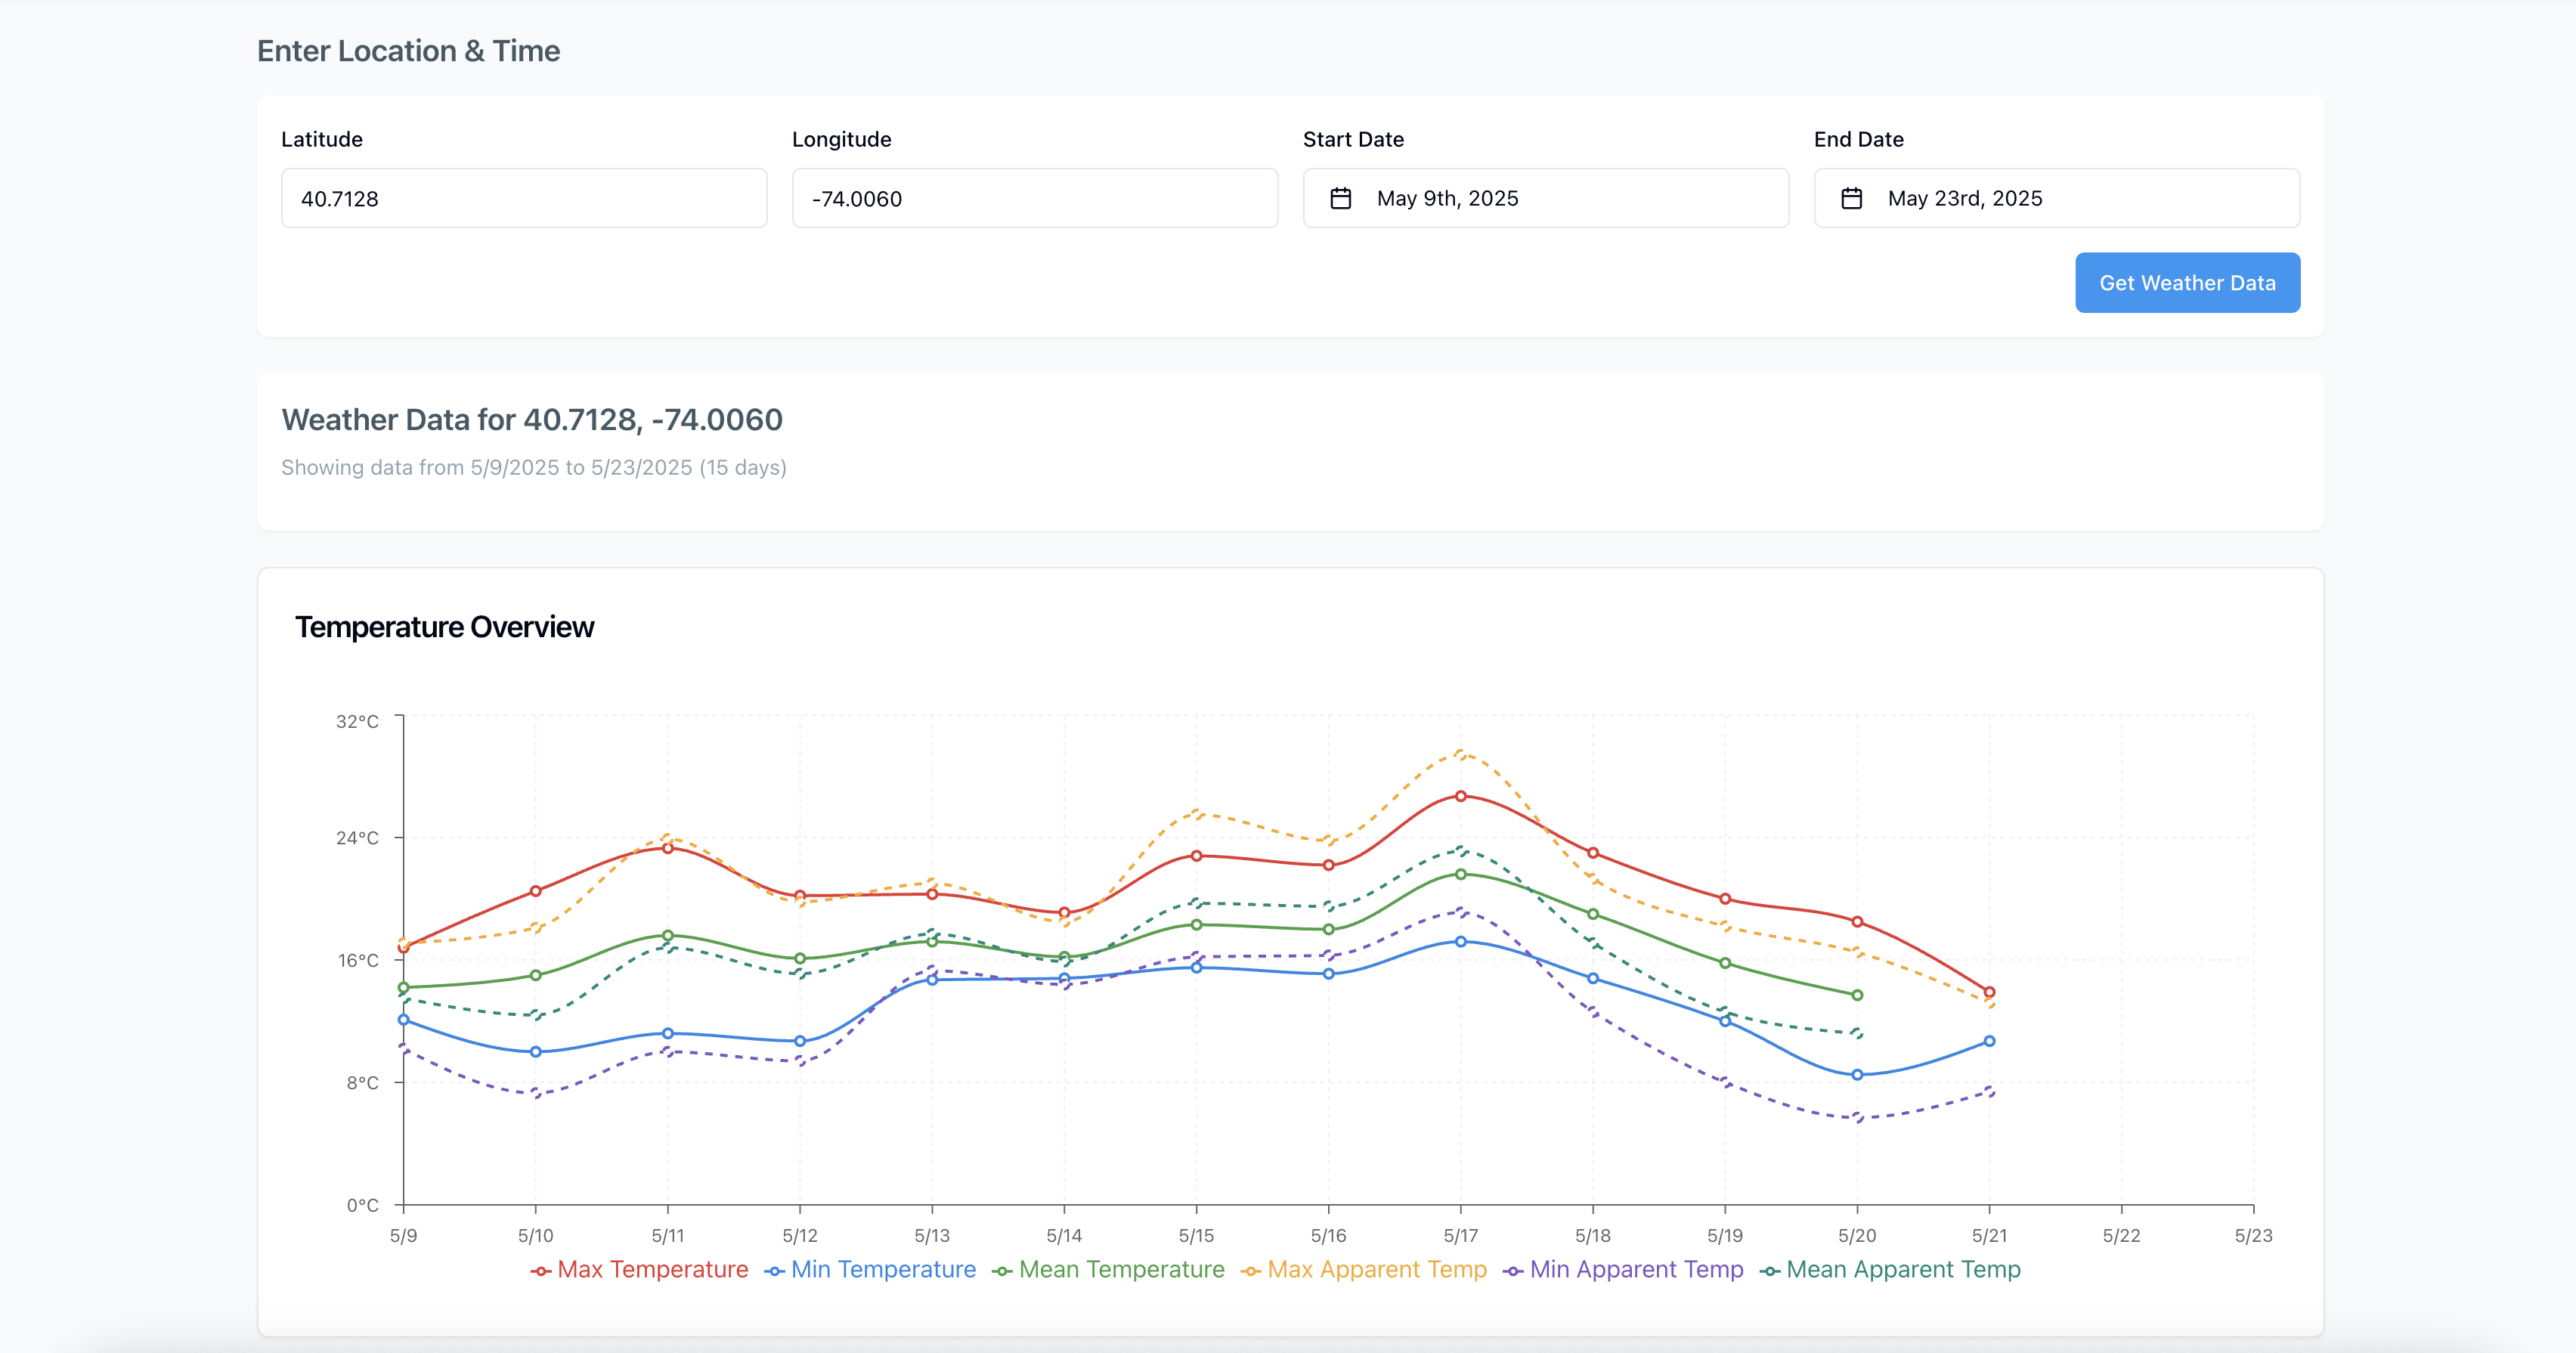 Enter Location & Time
Latitude
Longitude
Start Date
End Date
40.7128
-74.0060
May 9th, 2025
May 23rd, 2025
Get Weather Data
Weather Data for 40.7128, -74.0060
Showing data from 5/9/2025 to 5/23/2025 (15 days)
Temperature Overview
32°C
24°C
16°C
8°C
0°C
5/9 5/10 5/11 5/12 5/13 5/14 5/15 5/16 5/17 5/18 5/19 5/20 5/21 5/22 5/23
Max Temperature Min Temperature Mean Temperature Max Apparent Temp Min Apparent Temp Mean Apparent Temp